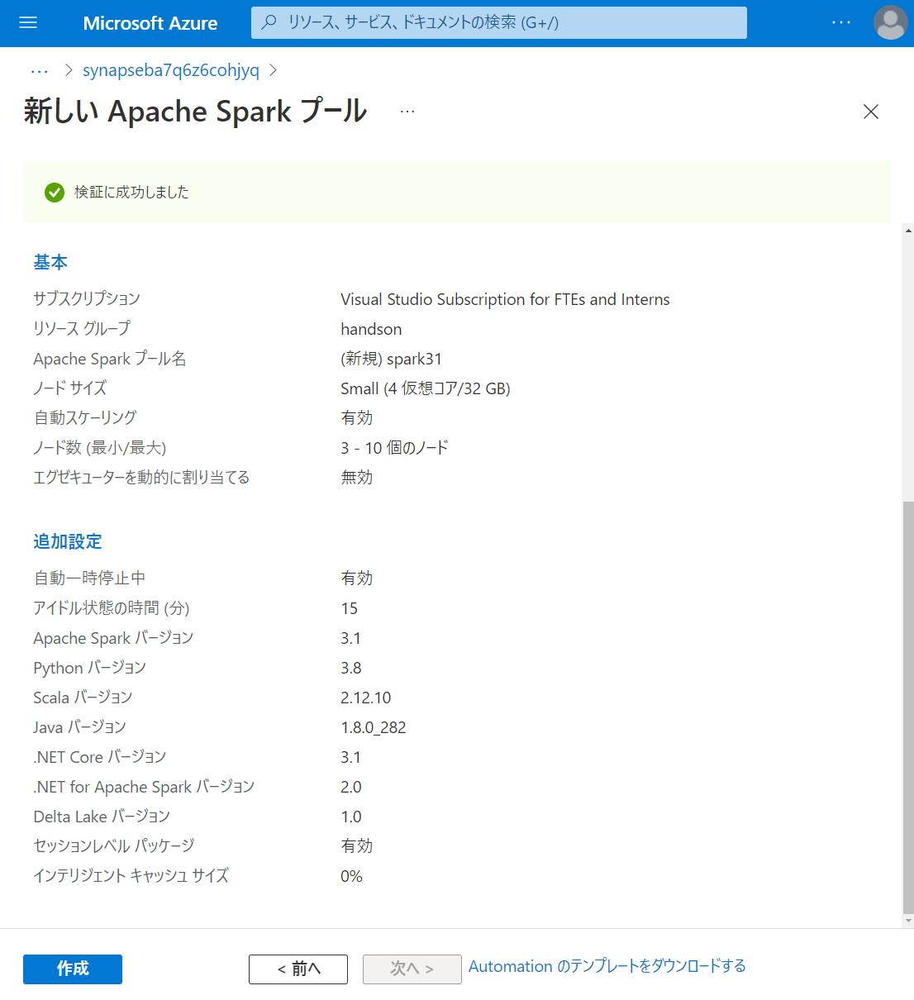 Microsoft Azure
リソース、サービス、ドキュメントの検索 (G+/)
...
... > synapseba7q6z6cohjyq >
新しい Apache Spark プール ...
検証に成功しました
基本
サブスクリプション Visual Studio Subscription for FTEs and Interns
リソース グループ handson
Apache Spark プール名 (新規) spark31
ノード サイズ Small (4 仮想コア/32 GB)
自動スケーリング 有効
ノード数 (最小/最大) 3 - 10 個のノード
エグゼキューターを動的に割り当てる 無効
追加設定
自動一時停止中 有効
アイドル状態の時間 (分) 15
Apache Spark バージョン 3.1
Python バージョン 3.8
Scala バージョン 2.12.10
Java バージョン 1.8.0_282
.NET Core バージョン 3.1
.NET for Apache Spark バージョン 2.0
Delta Lake バージョン 1.0
セッションレベル パッケージ 有効
インテリジェント キャッシュ サイズ 0%
作成 < 前へ 次へ > Automation のテンプレートをダウンロードする